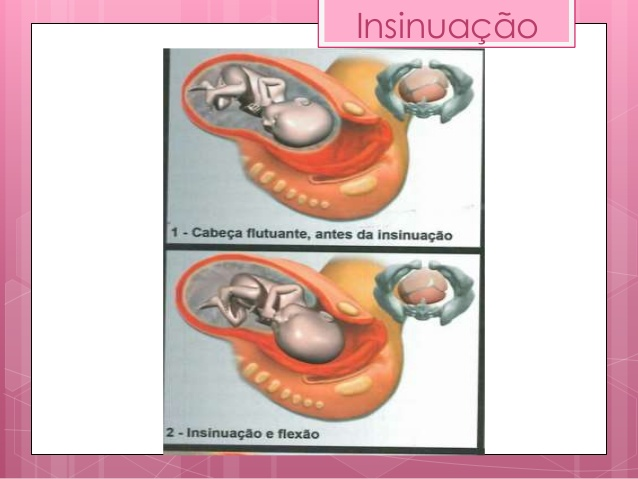 Insinuação
1 - Cabeça flutuante, antes da insinuação
2 - Insinuação e flexão